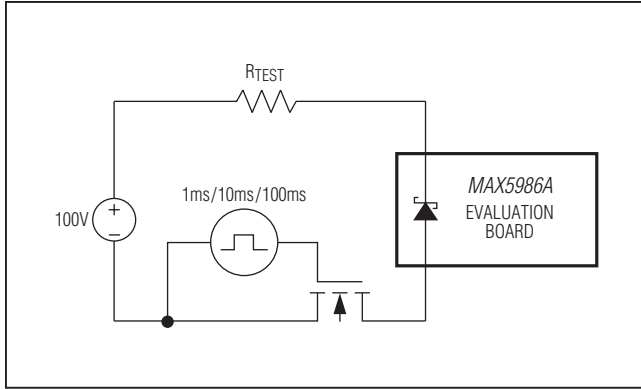 RTEST
1ms/10ms/100ms
100V
+
–
MAX5986A
EVALUATION
BOARD